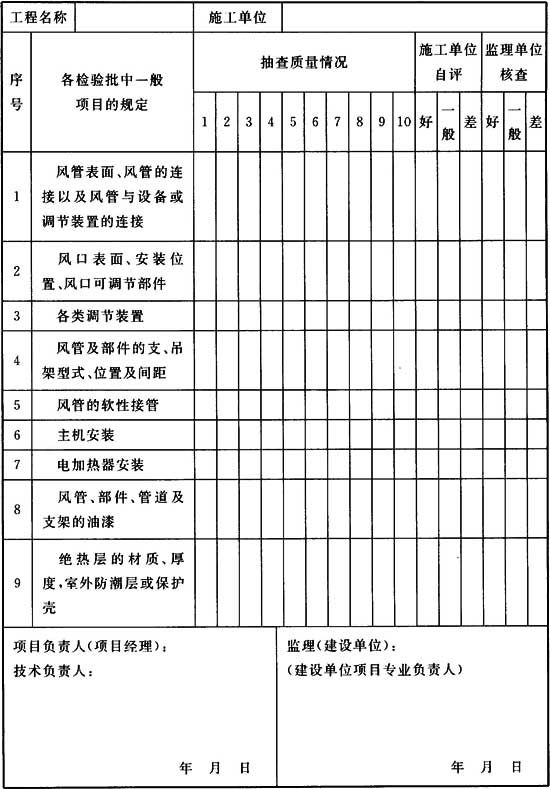 工程名称 施工单位
序号 各检验批中一般项目的规定 抽查质量情况 施工单位自评 监理单位核查
1 2 3 4 5 6 7 8 9 10 好 一般 差 好 一般 差
1 风管表面、风管的连
接以及风管与设备或
调节装置的连接
2 风口表面、安装位
置、风口可调节部件
3 各类调节装置
4 风管及部件的支、吊
架型式、位置及间距
5 风管的软性接管
6 主机安装
7 电加热器安装
8 风管、部件、管道及
支架的油漆
9 绝热层的材质、厚
度,室外防潮层或保护
壳
项目负责人(项目经理):
技术负责人:
年 月 日
监理(建设单位):
(建设单位项目专业负责人)
年 月 日